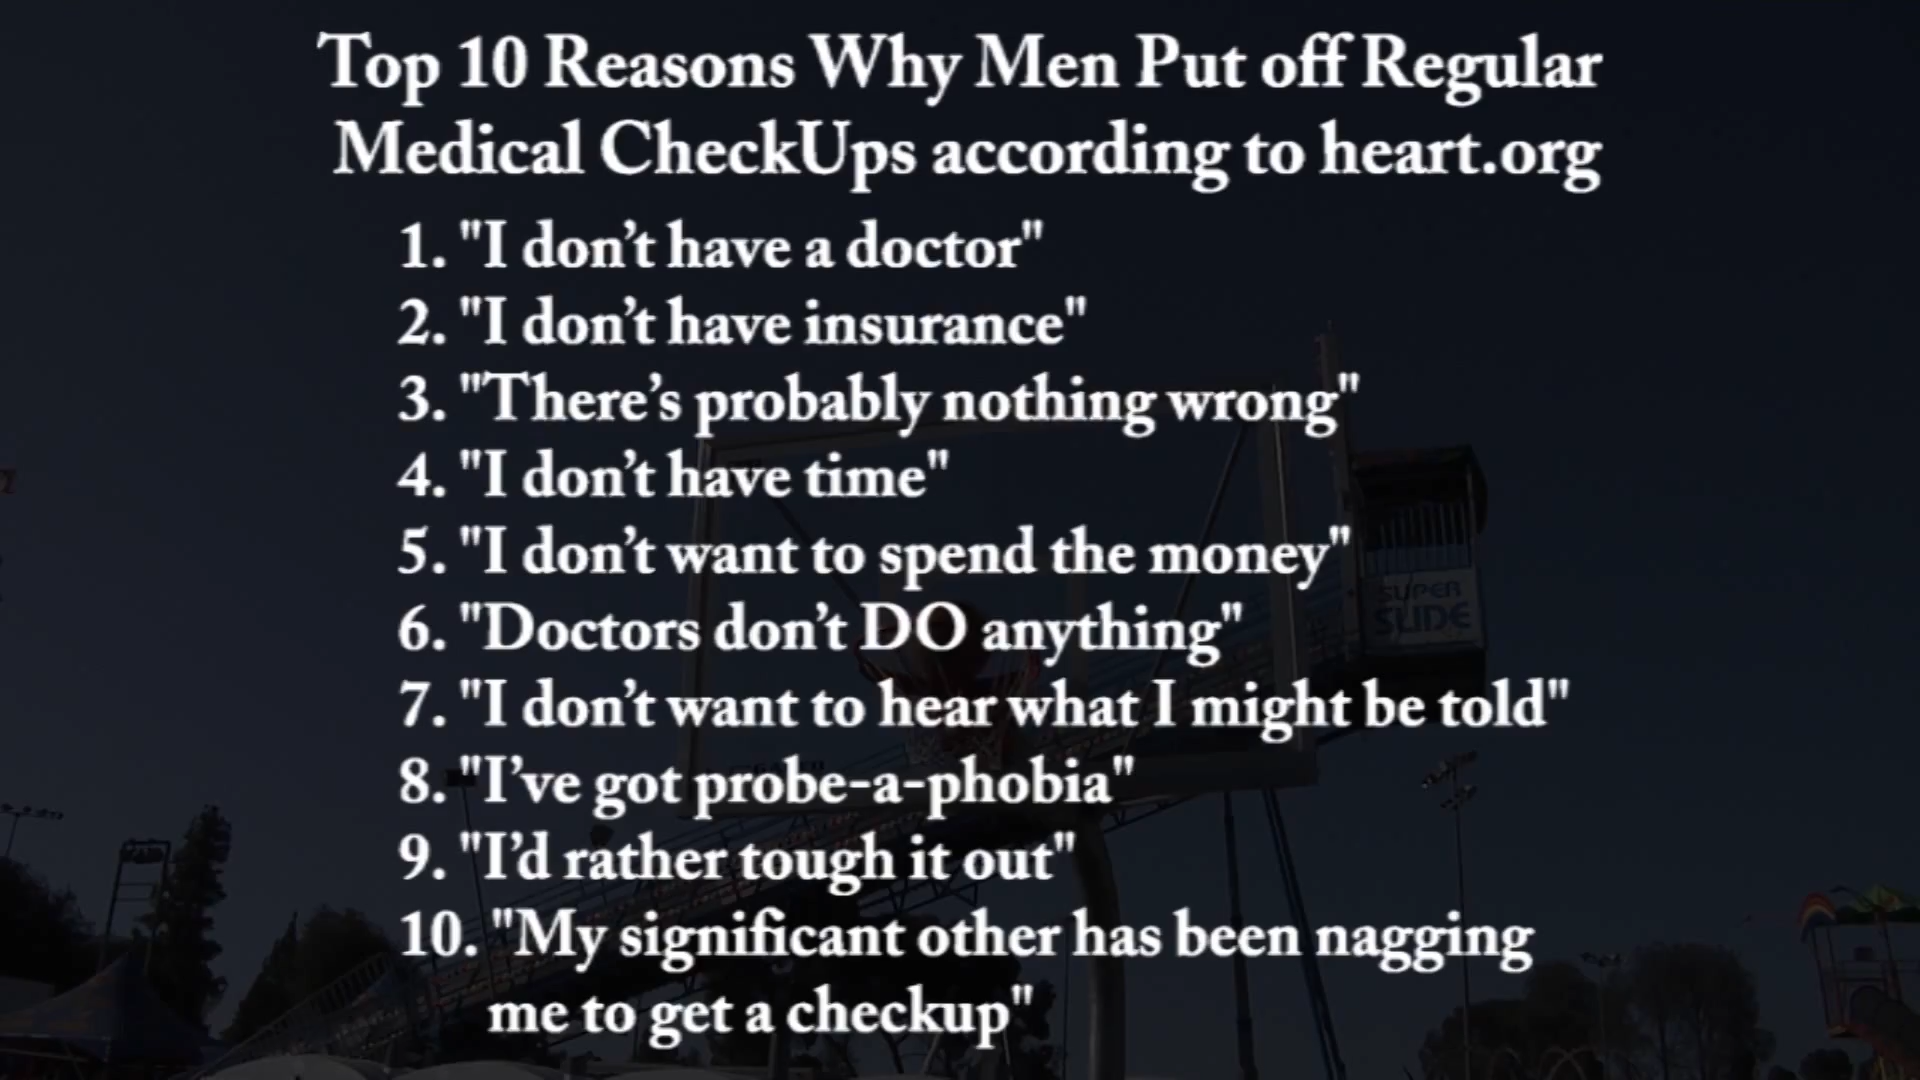 Top 10 Reasons Why Men Put off Regular
Medical CheckUps according to heart.org
1. "I don’t have a doctor"
2. "I don’t have insurance"
3. "There’s probably nothing wrong"
4. "I don’t have time"
5. "I don’t want to spend the money"
6. "Doctors don’t DO anything"
7. "I don’t want to hear what I might be told"
8. "I’ve got probe-a-phobia"
9. "I’d rather tough it out"
10. "My significant other has been nagging
me to get a checkup"
SUPER
SLIDE